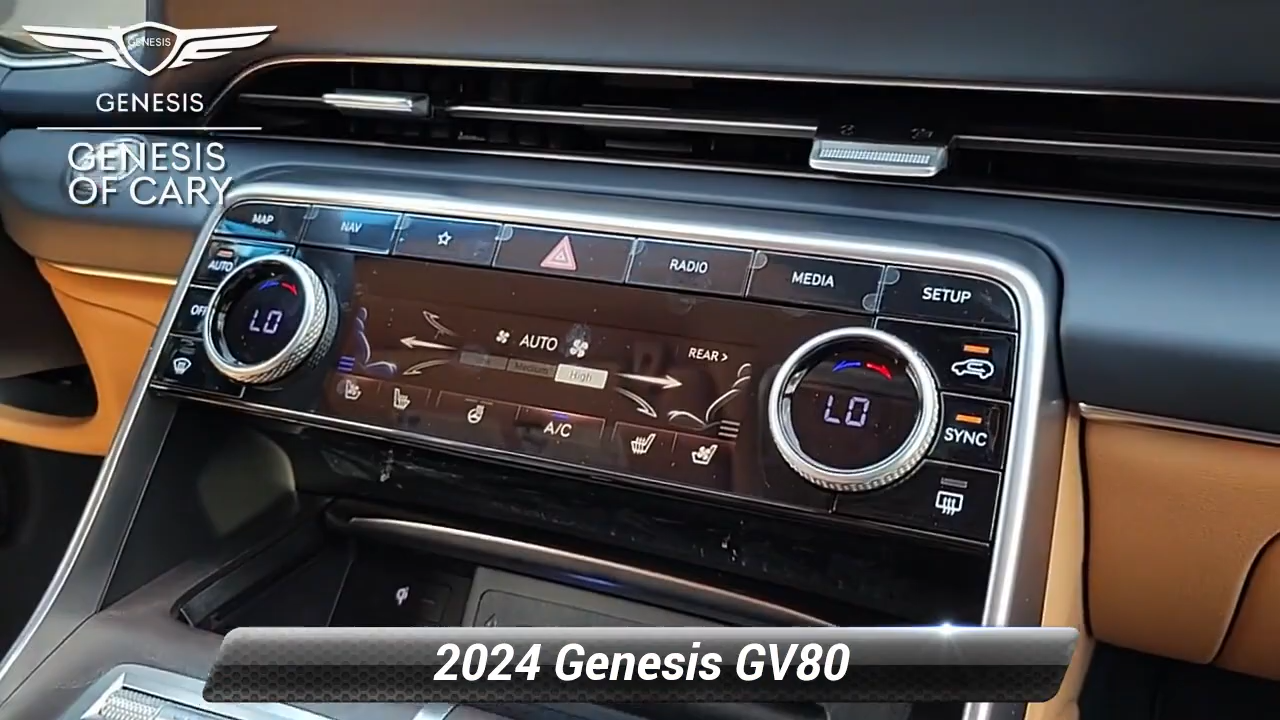 GENESIS
GENESIS
GENESIS
OF CARY
MAP
NAV
RADIO
MEDIA
SETUP
AUTO
OFF
LO
AUTO
REAR >
Medium
High
A/C
LO
SYNC
2024 Genesis GV80